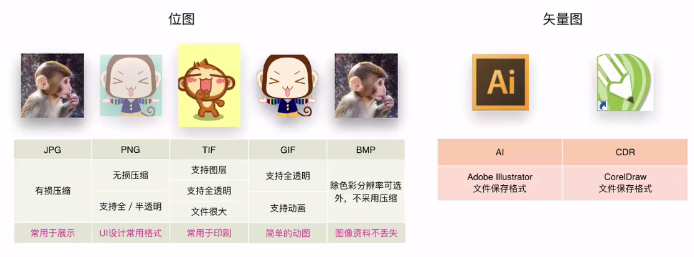 位图
矢量图
Ai
JPG PNG TIF GIF BMP
有损压缩
无损压缩
支持全 / 半透明
支持图层
支持全透明
文件很大
支持全透明
支持动画
除色彩分辨率可选
外，不采用压缩
常用于展示 UI设计常用格式 常用于印刷 简单的动图 图像资料不丢失
AI CDR
Adobe Illustrator
文件保存格式
CorelDraw
文件保存格式